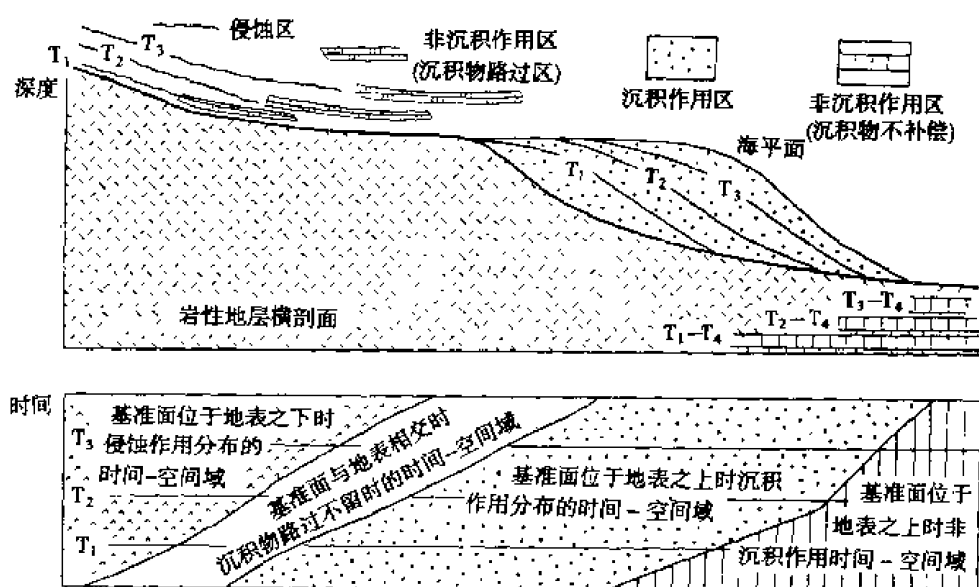 侵蚀区
T₁
T₂
T₃
非沉积作用区
(沉积物路过区)
沉积作用区
非沉积作用区
(沉积物不补偿)
深度
海平面
T₁
T₂
T₃
岩性地层横剖面
T₁-T₄
T₂-T₄
T₃-T₄
时间
T₃
T₂
T₁
基准面位于地表之下时
侵蚀作用分布的
时间-空间域
基准面与地表相交时
沉积物路过不留时的时间-空间域
基准面位于地表之上时沉积
作用分布的时间-空间域
基准面位于
地表之上时非
沉积作用时间-空间域